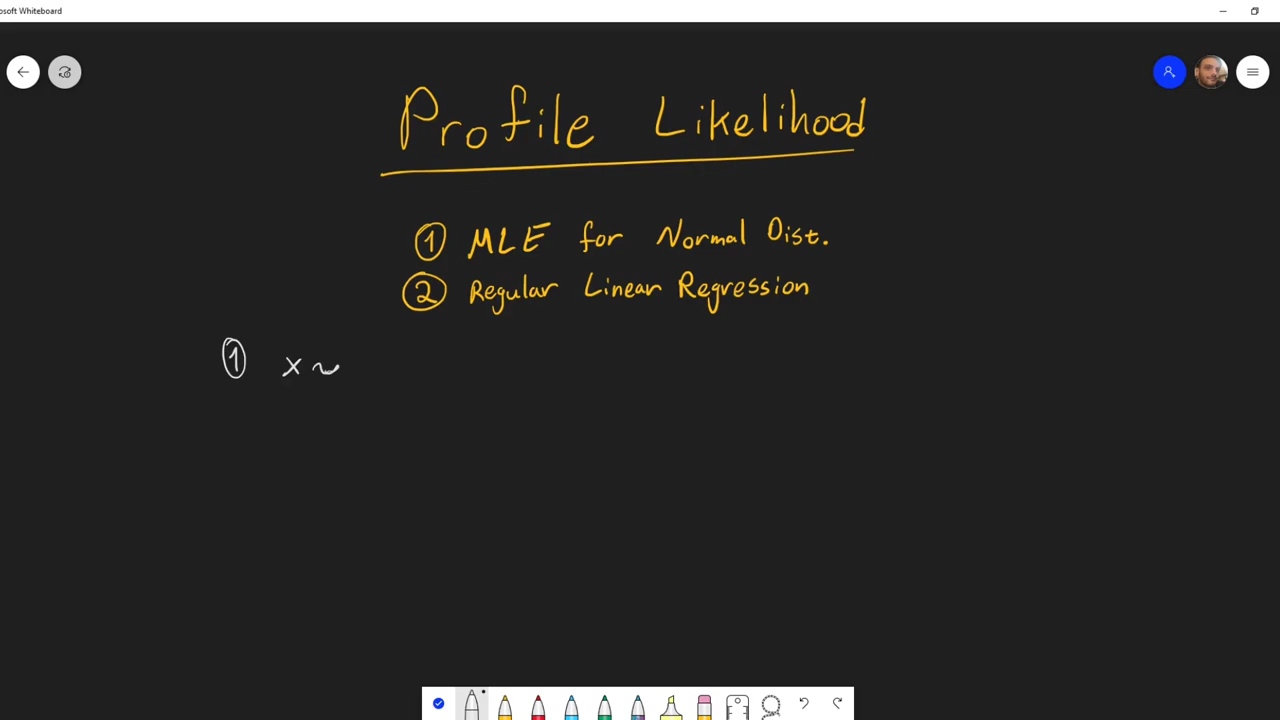 osoft Whiteboard
Profile Likelihood
① MLE for Normal Dist.
② Regular Linear Regression
① x ~